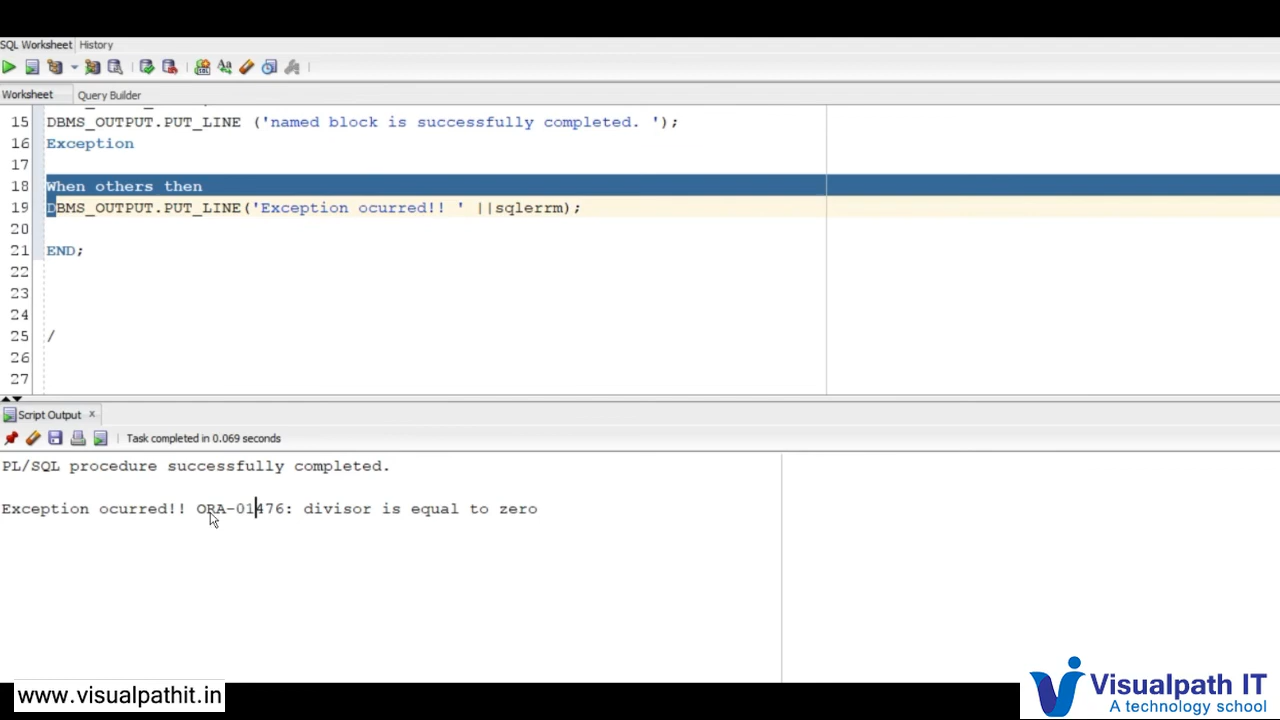 SQL Worksheet History
Worksheet Query Builder
15 DBMS_OUTPUT.PUT_LINE ('named block is successfully completed. ');
16 Exception
17
18 When others then
19 DBMS_OUTPUT.PUT_LINE('Exception ocurred!! ' ||sqlerrm);
20
21 END;
22
23
24
25 /
26
27
Script Output x
Task completed in 0.069 seconds
PL/SQL procedure successfully completed.
Exception ocurred!! ORA-01476: divisor is equal to zero
www.visualpathit.in
Visualpath IT
A technology school